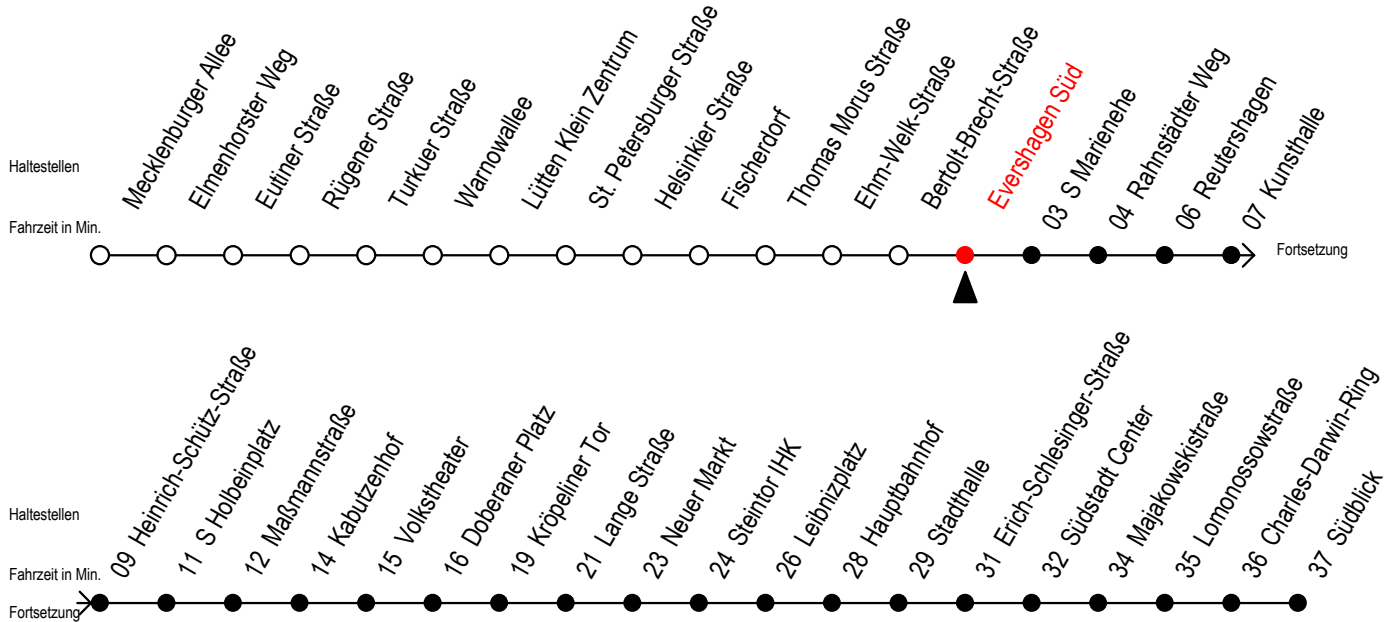 Haltestellen
Mecklenburger Allee
Elmenhorster Weg
Eutiner Straße
Rügener Straße
Turkuer Straße
Warnowallee
Lütten Klein Zentrum
St. Petersburger Straße
Helsinkier Straße
Fischerdorf
Thomas Morus Straße
Ehm-Welk-Straße
Bertolt-Brecht-Straße
Evershagen Süd
03 S Marienehe
04 Rahnstädter Weg
06 Reutershagen
07 Kunsthalle
Fahrzeit in Min.
Fortsetzung
Haltestellen
09 Heinrich-Schütz-Straße
11 S Holbeinplatz
12 Maßmannstraße
14 Kabutzenhof
15 Volkstheater
16 Doberaner Platz
19 Kröpeliner Tor
21 Lange Straße
23 Neuer Markt
24 Steintor IHK
26 Leibnizplatz
28 Hauptbahnhof
29 Stadthalle
31 Erich-Schlesinger-Straße
32 Südstadt Center
34 Majakowskistraße
35 Lomonossowstraße
36 Charles-Darwin-Ring
37 Südblick
Fahrzeit in Min.
Fortsetzung